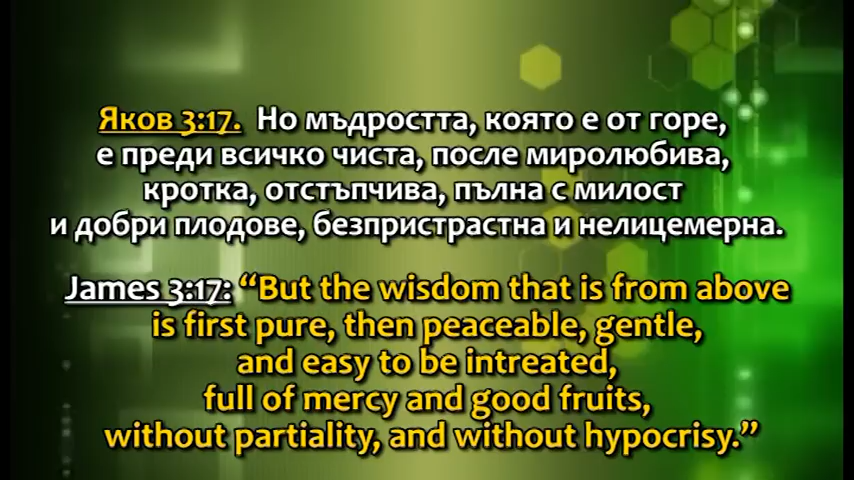 Яков 3:17. Но мъдростта, която е от горе,
е преди всичко чиста, после миролюбива,
кротка, отстъпчива, пълна с милост
и добри плодове, безпристрастна и нелицемерна.
James 3:17: “But the wisdom that is from above
is first pure, then peaceable, gentle,
and easy to be intreated,
full of mercy and good fruits,
without partiality, and without hypocrisy.”